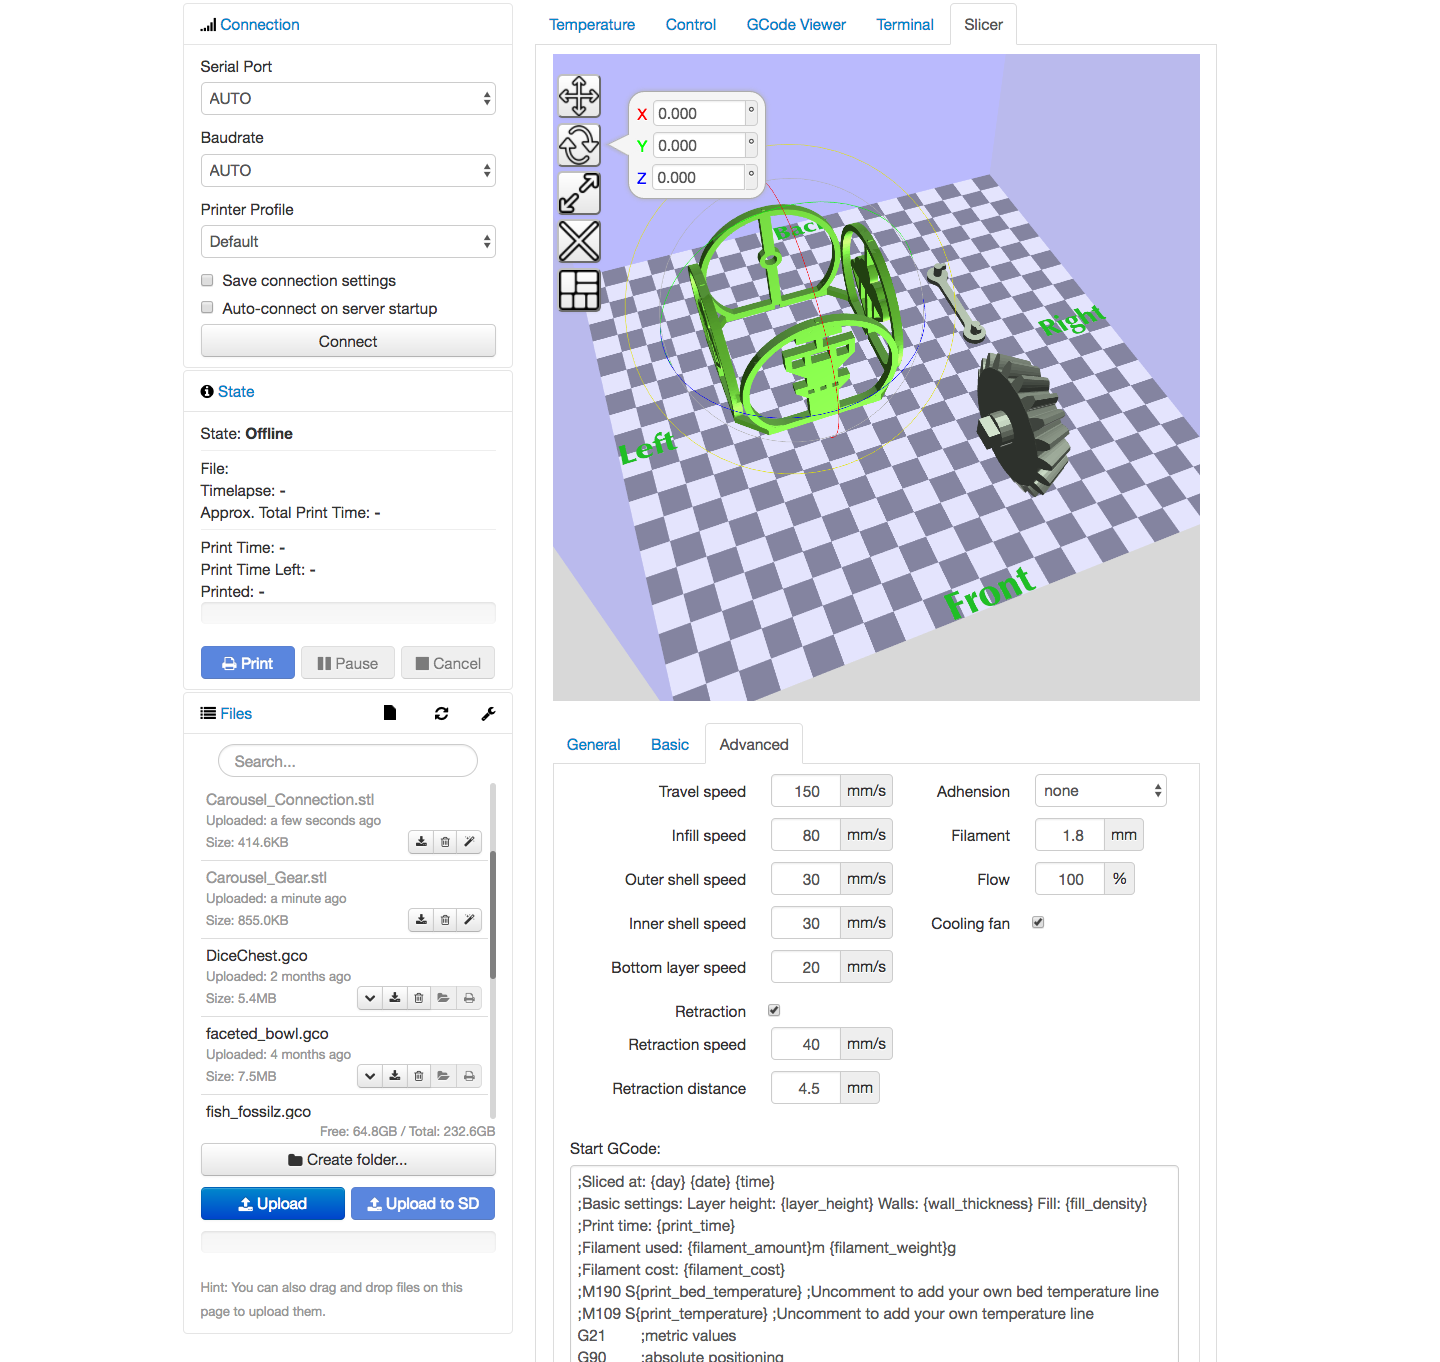 Connection
Serial Port
AUTO
Baudrate
AUTO
Printer Profile
Default
Save connection settings
Auto-connect on server startup
Connect
State
State: Offline
File:
Timelapse: -
Approx. Total Print Time: -
Print Time: -
Print Time Left: -
Printed: -
Print Pause Cancel
Files
Search...
Carousel_Connection.stl
Uploaded: a few seconds ago
Size: 414.6KB
Carousel_Gear.stl
Uploaded: a minute ago
Size: 855.0KB
DiceChest.gco
Uploaded: 2 months ago
Size: 5.4MB
faceted_bowl.gco
Uploaded: 4 months ago
Size: 7.5MB
fish_fossilz.gco
Free: 64.8GB / Total: 232.6GB
Create folder...
Upload Upload to SD
Hint: You can also drag and drop files on this
page to upload them.
Temperature Control GCode Viewer Terminal Slicer
X 0.000 °
Y 0.000 °
Z 0.000 °
Back
Right
Left
Front
General Basic Advanced
Travel speed 150 mm/s Adhension none
Infill speed 80 mm/s Filament 1.8 mm
Outer shell speed 30 mm/s Flow 100 %
Inner shell speed 30 mm/s Cooling fan
Bottom layer speed 20 mm/s
Retraction
Retraction speed 40 mm/s
Retraction distance 4.5 mm
Start GCode:
;Sliced at: {day} {date} {time}
;Basic settings: Layer height: {layer_height} Walls: {wall_thickness} Fill: {fill_density}
;Print time: {print_time}
;Filament used: {filament_amount}m {filament_weight}g
;Filament cost: {filament_cost}
;M190 S{print_bed_temperature} ;Uncomment to add your own bed temperature line
;M109 S{print_temperature} ;Uncomment to add your own temperature line
G21 ;metric values
G90 ;absolute positioning